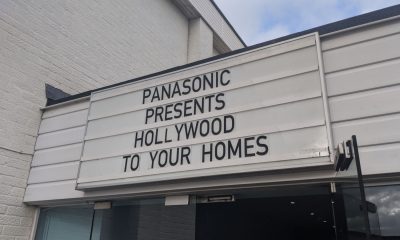 PANASONIC
PRESENTS
HOLLYWOOD
TO YOUR HOMES